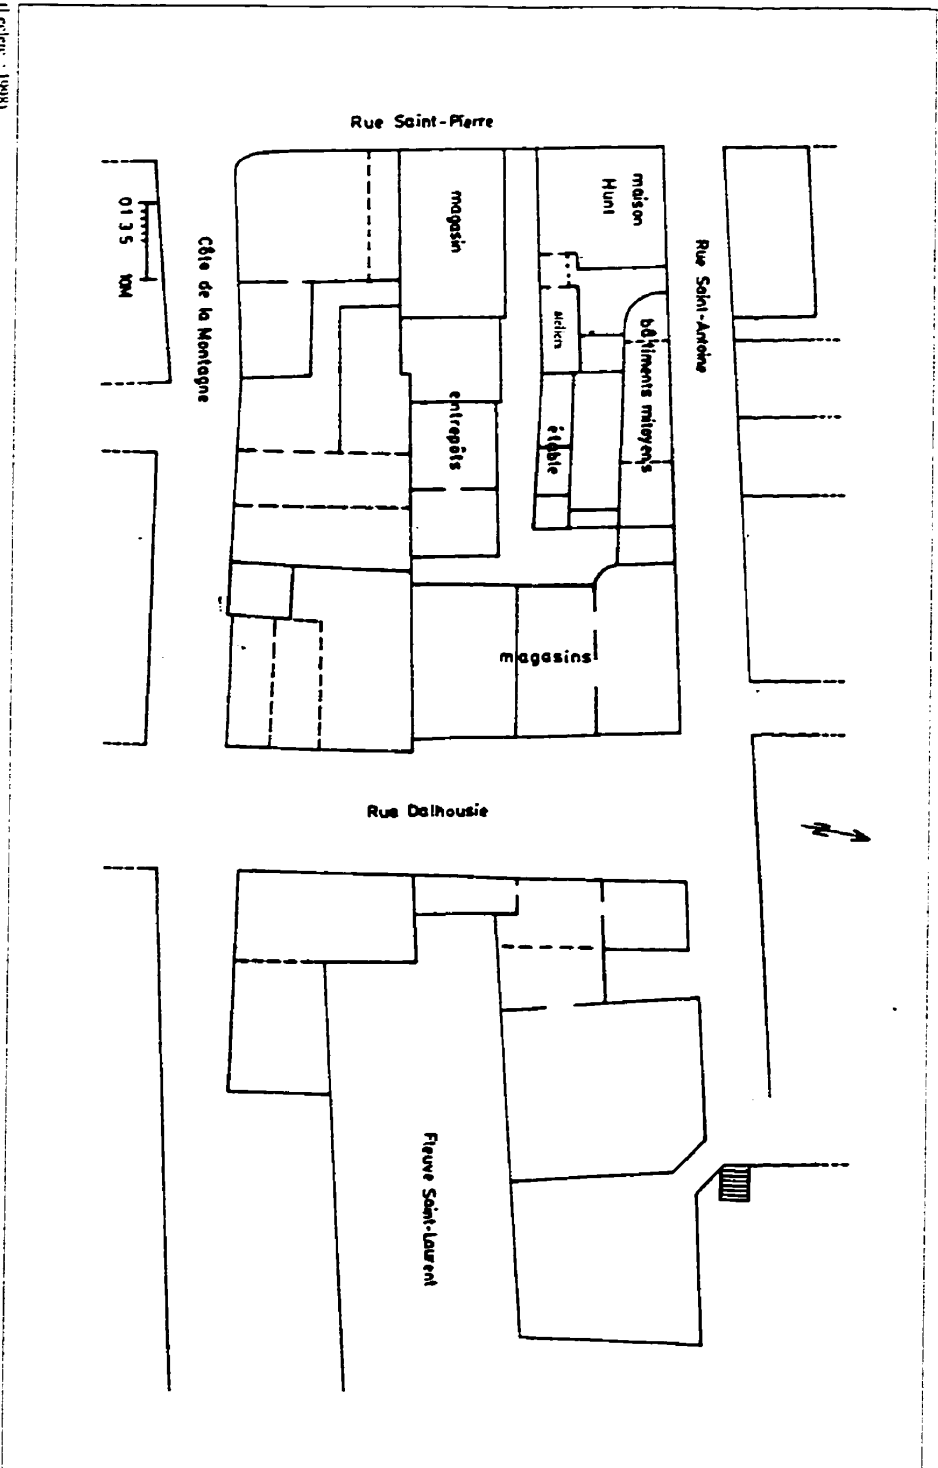 Rue Saint-Pierre
maison
Hunt
magasin
Rue Saint-Antoine
Côte de la Montagne
0 1 3 5 10M
ateliers
bâtiments mitoyens
entrepôts
étable
magasins
Rue Dalhousie
N
Fleuve Saint-Laurent